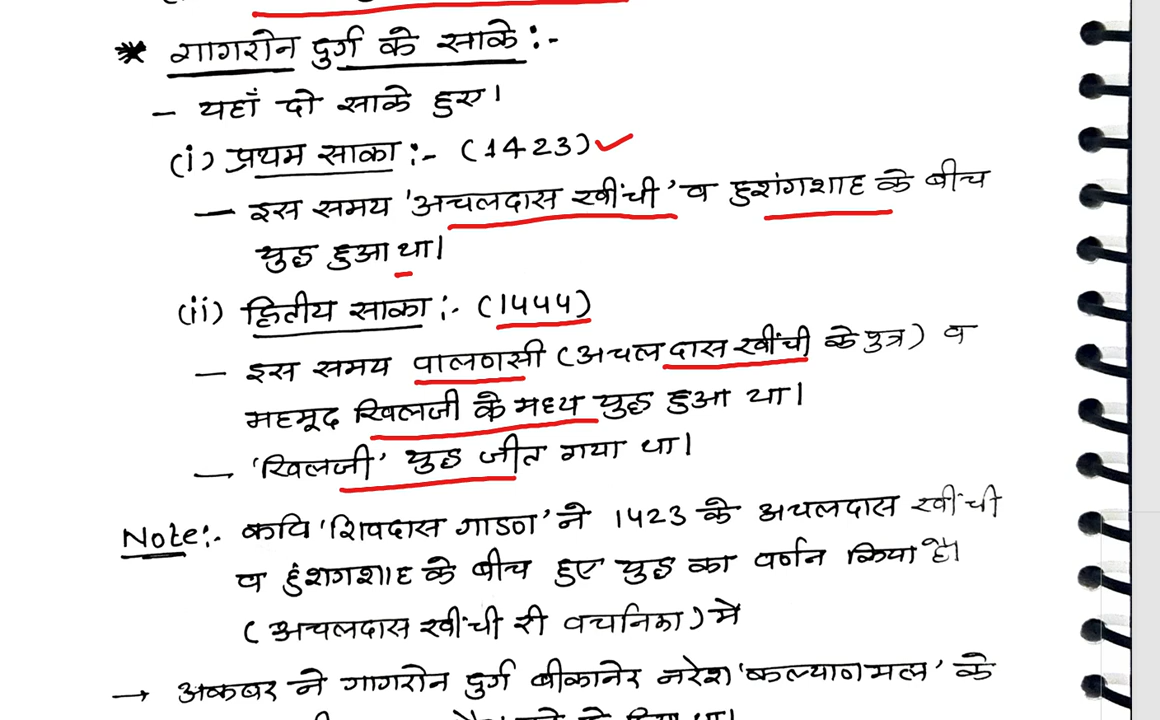 * गागरोन दुर्ग के साके :-
- यहाँ दो साके हुए।
(i) प्रथम साका :- (1423)
- इस समय 'अचलदास खींची' व हुशंगशाह के बीच
युद्ध हुआ था।
(ii) द्वितीय साका :- (1444)
- इस समय पालणसी (अचलदास खींची के पुत्र) व
महमूद खिलजी के मध्य युद्ध हुआ था।
- 'खिलजी' युद्ध जीत गया था।
Note:- कवि 'शिवदास गाडण' ने 1423 के अचलदास खींची
व हुंशगशाह के बीच हुए युद्ध का वर्णन किया है।
(अचलदास खींची री वचनिका) में
→ अकबर ने गागरोन दुर्ग बीकानेर नरेश 'कल्याणमल' के